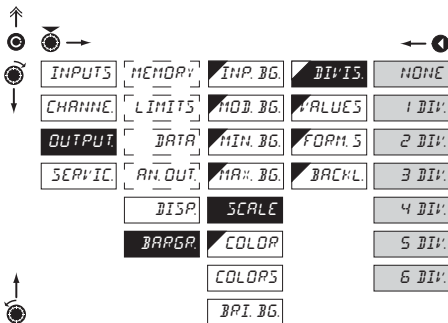 INPUTS MEMORY INP. BG. DIVIS. NONE
CHANNE. LIMITS MOD. BG. VALUES 1 DIV.
OUTPUT. DATA MIN. BG. FORM. S 2 DIV.
SERVIC. AN. OUT. MAX. BG. BACKL. 3 DIV.
DISP. SCALE 4 DIV.
BARGR. COLOR 5 DIV.
COLORS 6 DIV.
BRI. BG.